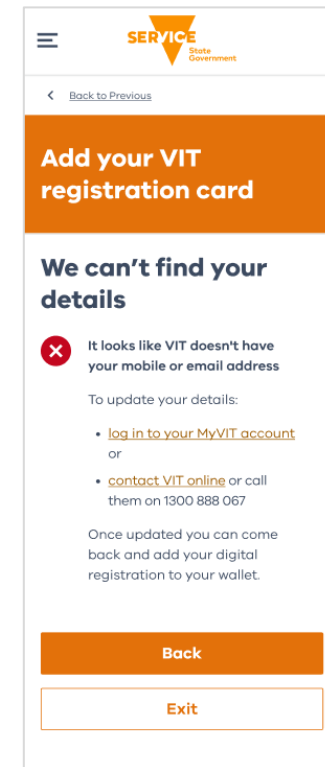 SERVICE
State
Government
Back to Previous
Add your VIT
registration card
We can't find your
details
It looks like VIT doesn't have
your mobile or email address
To update your details:
• log in to your MyVIT account
or
• contact VIT online or call
them on 1300 888 067
Once updated you can come
back and add your digital
registration to your wallet.
Back
Exit